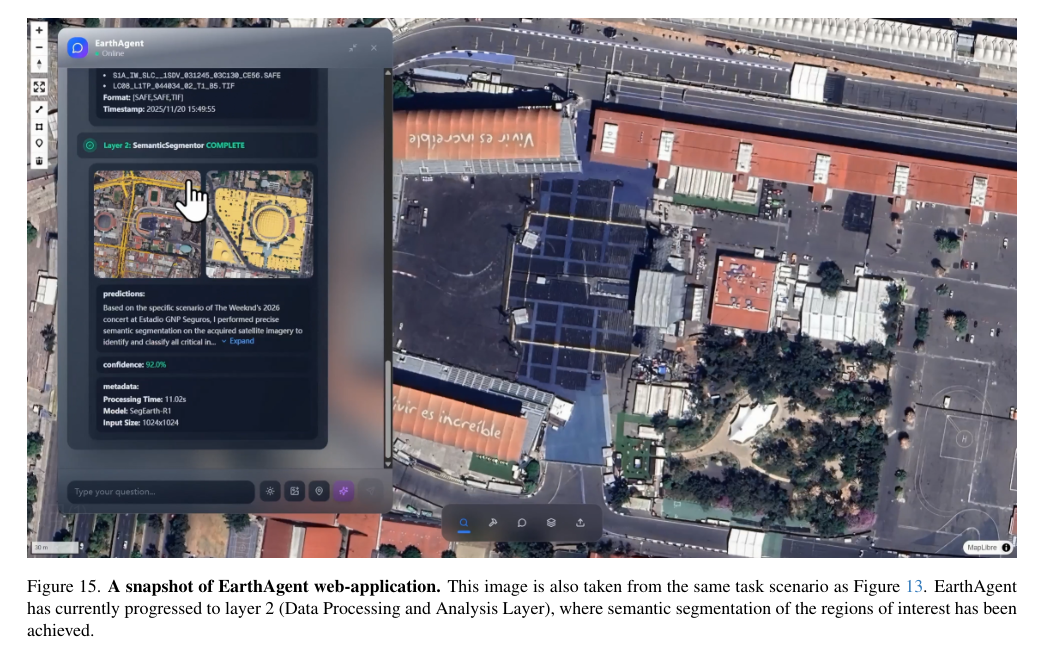 EarthAgent
Online
• S1A_IW_SLC__1SDV_031245_03C130_CE56.SAFE
• LC08_L1TP_044034_02_T1_B5.TIF
Format: [SAFE,SAFE,TIF]
Timestamp: 2025/11/20 15:49:55
Layer 2: SemanticSegmentor COMPLETE
predictions:
Based on the specific scenario of The Weeknd's 2026
concert at Estadio GNP Seguros, I performed precise
semantic segmentation on the acquired satellite imagery to
identify and classify all critical in... Expand
confidence: 92.0%
metadata:
Processing Time: 11.02s
Model: SegEarth-R1
Input Size: 1024x1024
Type your question...
Vivir es increíble
Vivir es increíble
H
30 m
MapLibre
Figure 15. A snapshot of EarthAgent web-application. This image is also taken from the same task scenario as Figure 13. EarthAgent
has currently progressed to layer 2 (Data Processing and Analysis Layer), where semantic segmentation of the regions of interest has been
achieved.